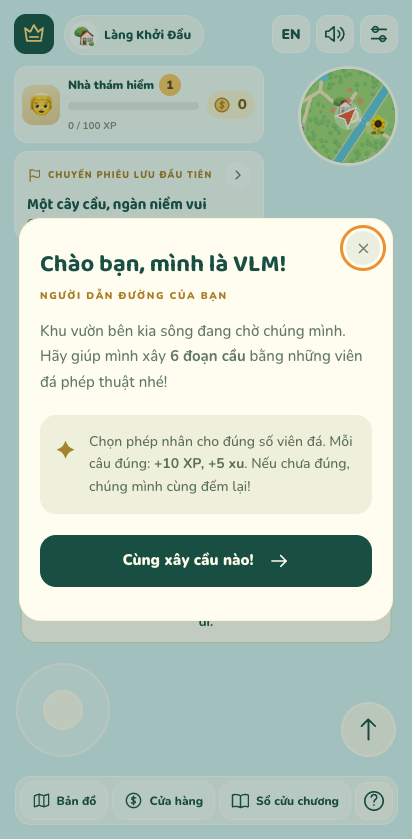 Làng Khởi Đầu
EN
Nhà thám hiểm 1
0
0 / 100 XP
CHUYẾN PHIÊU LƯU ĐẦU TIÊN
Một cây cầu, ngàn niềm vui
Chào bạn, mình là VLM!
NGƯỜI DẪN ĐƯỜNG CỦA BẠN
Khu vườn bên kia sông đang chờ chúng mình.
Hãy giúp mình xây 6 đoạn cầu bằng những viên
đá phép thuật nhé!
Chọn phép nhân cho đúng số viên đá. Mỗi
câu đúng: +10 XP, +5 xu. Nếu chưa đúng,
chúng mình cùng đếm lại!
Cùng xây cầu nào!
Bản đồ
Cửa hàng
Sổ cửu chương